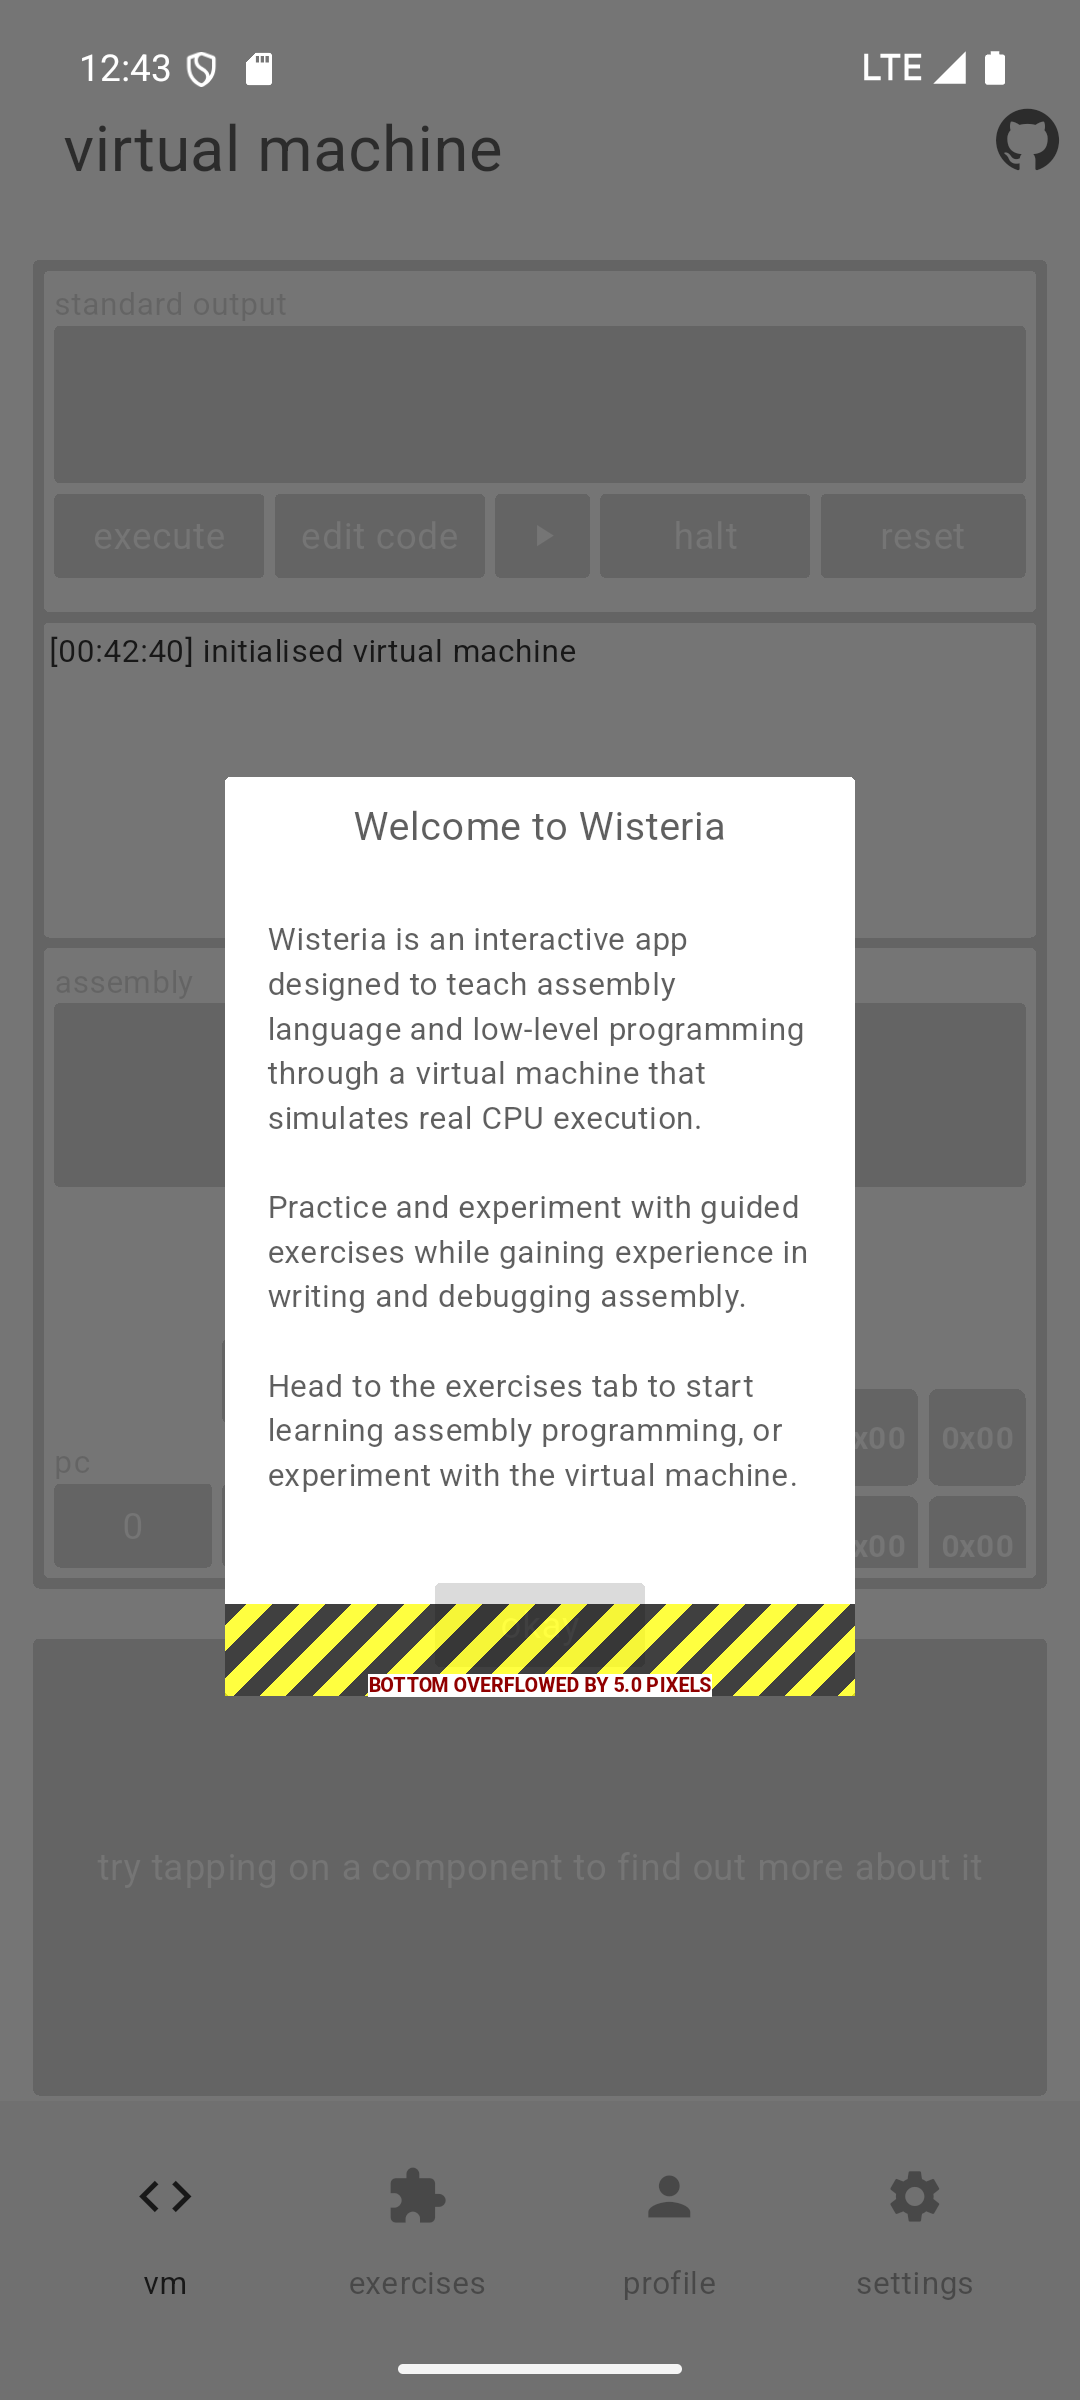 12:43
LTE
virtual machine
standard output
execute
edit code
halt
reset
[00:42:40] initialised virtual machine
Welcome to Wisteria
Wisteria is an interactive app
designed to teach assembly
language and low-level programming
through a virtual machine that
simulates real CPU execution.
Practice and experiment with guided
exercises while gaining experience in
writing and debugging assembly.
Head to the exercises tab to start
learning assembly programming, or
experiment with the virtual machine.
BOTTOM OVERFLOWED BY 5.0 PIXELS
assembly
pc
0
x00
0x00
x00
0x00
try tapping on a component to find out more about it
vm
exercises
profile
settings